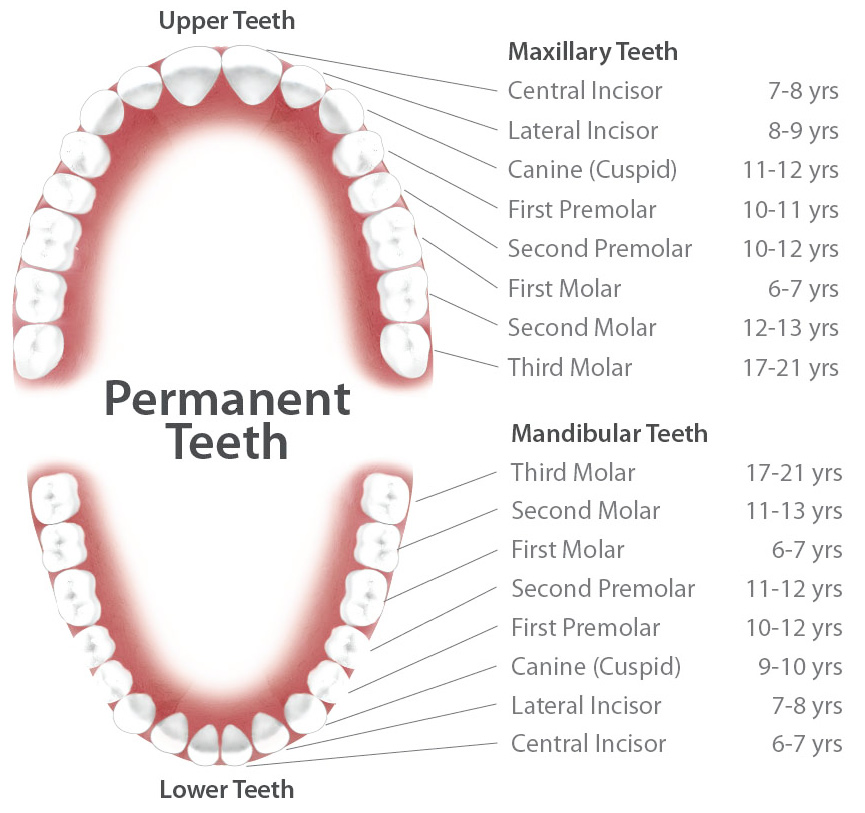 Upper Teeth
Maxillary Teeth
Central Incisor 7-8 yrs
Lateral Incisor 8-9 yrs
Canine (Cuspid) 11-12 yrs
First Premolar 10-11 yrs
Second Premolar 10-12 yrs
First Molar 6-7 yrs
Second Molar 12-13 yrs
Third Molar 17-21 yrs
Permanent
Teeth
Mandibular Teeth
Third Molar 17-21 yrs
Second Molar 11-13 yrs
First Molar 6-7 yrs
Second Premolar 11-12 yrs
First Premolar 10-12 yrs
Canine (Cuspid) 9-10 yrs
Lateral Incisor 7-8 yrs
Central Incisor 6-7 yrs
Lower Teeth